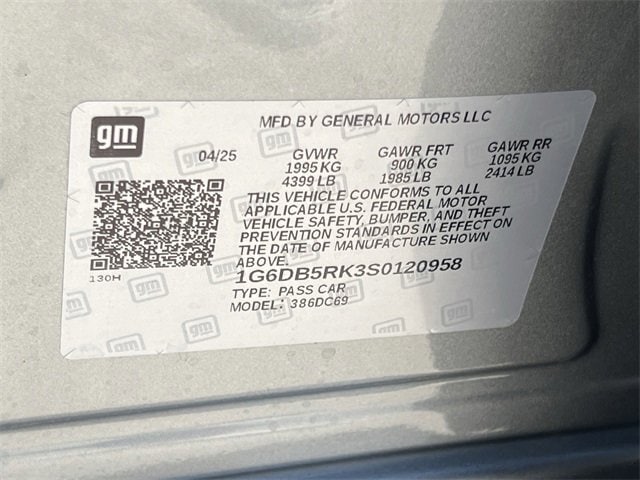 gm
MFD BY GENERAL MOTORS LLC
04/25 GVWR GAWR FRT GAWR RR
1995 KG 900 KG 1095 KG
4399 LB 1985 LB 2414 LB
THIS VEHICLE CONFORMS TO ALL
APPLICABLE U.S. FEDERAL MOTOR
VEHICLE SAFETY, BUMPER, AND THEFT
PREVENTION STANDARDS IN EFFECT ON
THE DATE OF MANUFACTURE SHOWN
ABOVE.
130H
1G6DB5RK3S0120958
TYPE: PASS CAR
MODEL: 386DC69